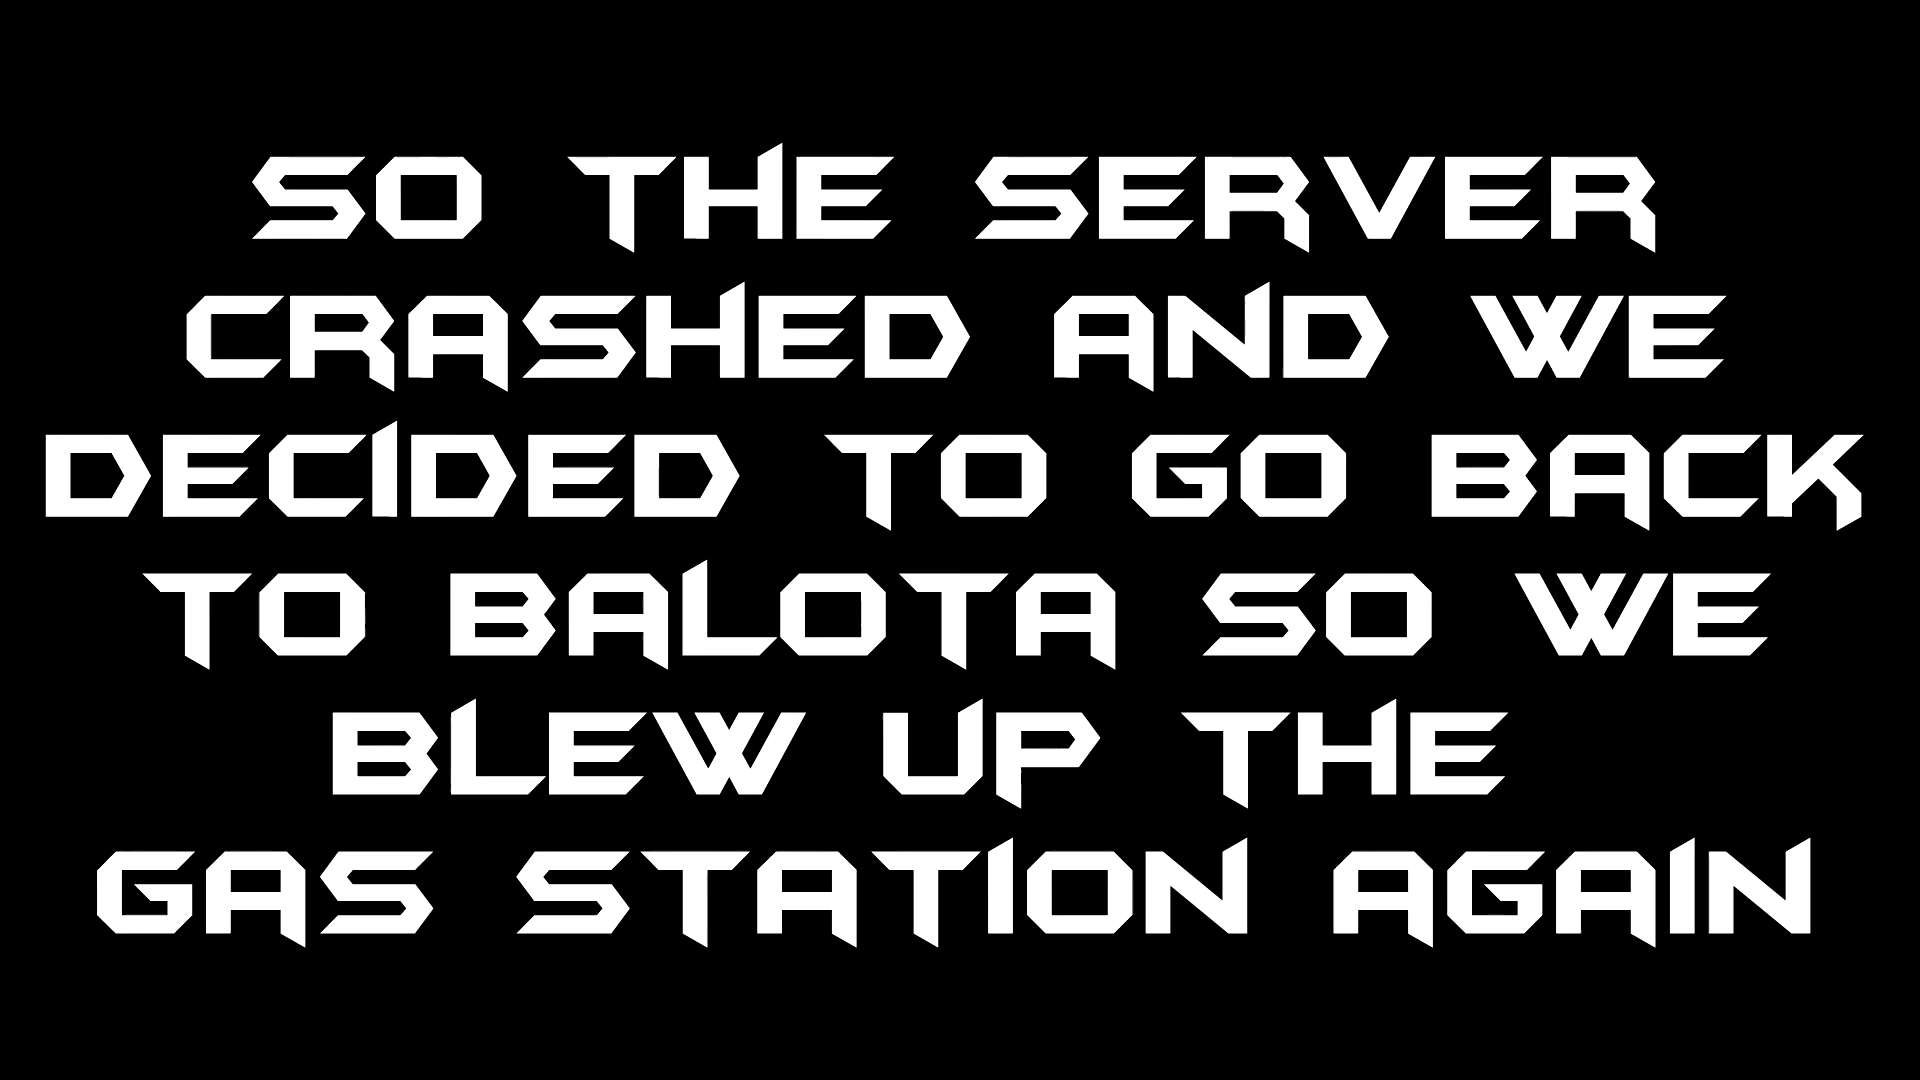 SO THE SERVER
CRASHED AND WE
DECIDED TO GO BACK
TO BALOTA SO WE
BLEW UP THE
GAS STATION AGAIN